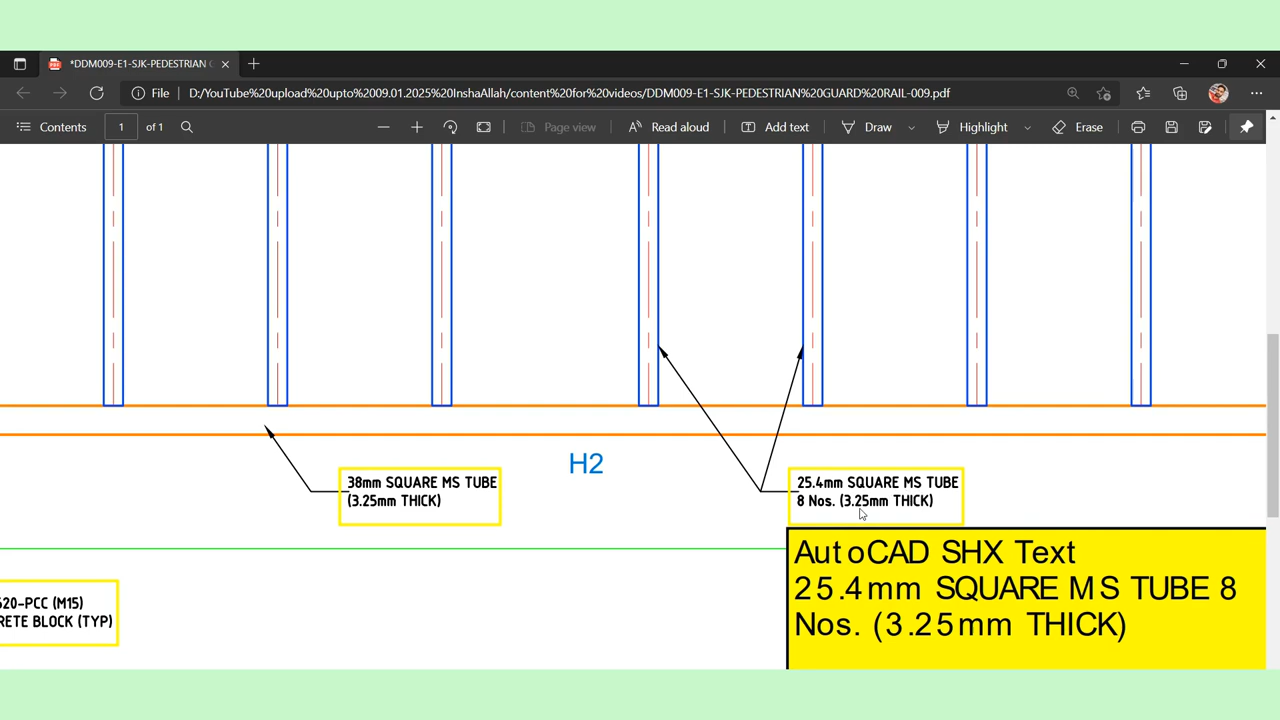 *DDM009-E1-SJK-PEDESTRIAN
File
D:/YouTube%20upload%20upto%2009.01.2025%20InshaAllah/content%20for%20videos/DDM009-E1-SJK-PEDESTRIAN%20GUARD%20RAIL-009.pdf
Contents
1
of 1
Page view
Read aloud
Add text
Draw
Highlight
Erase
H2
38mm SQUARE MS TUBE
(3.25mm THICK)
25.4mm SQUARE MS TUBE
8 Nos. (3.25mm THICK)
AutoCAD SHX Text
25.4mm SQUARE MS TUBE 8
Nos. (3.25mm THICK)
620-PCC (M15)
RETE BLOCK (TYP)